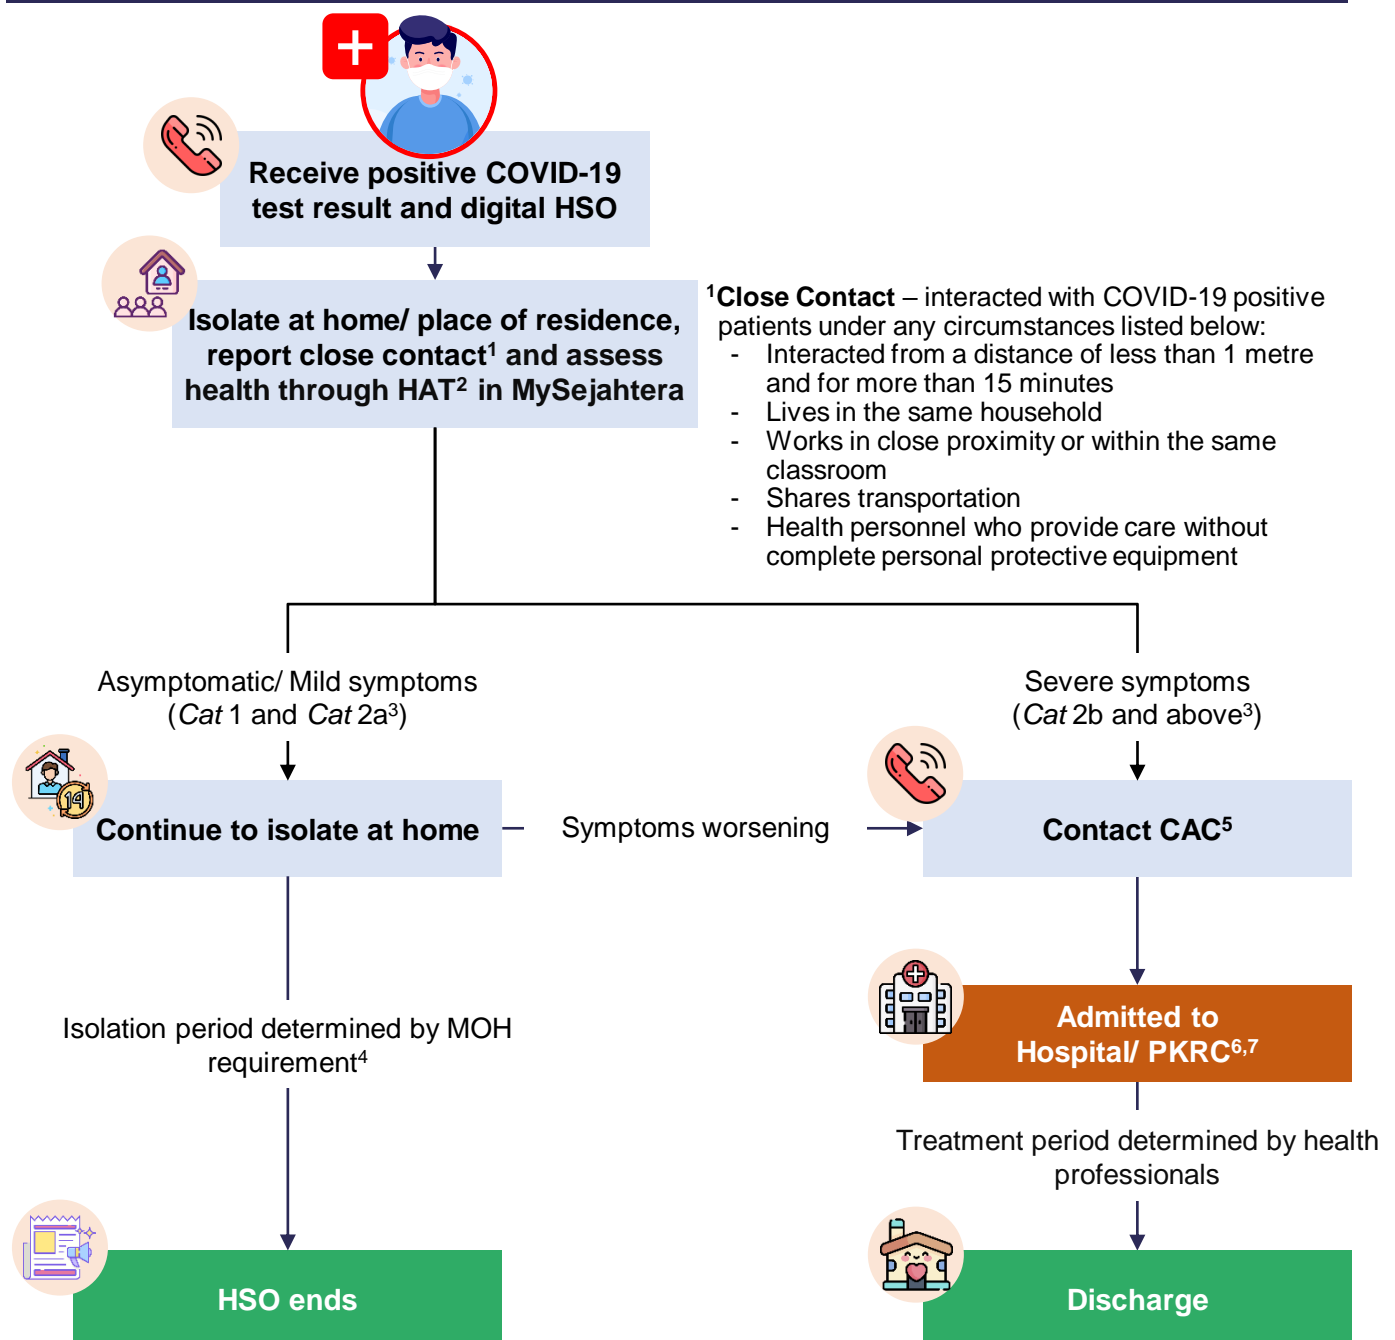 Receive positive COVID-19
test result and digital HSO
Isolate at home/ place of residence,
report close contact¹ and assess
health through HAT² in MySejahtera
¹Close Contact – interacted with COVID-19 positive
patients under any circumstances listed below:
- Interacted from a distance of less than 1 metre
and for more than 15 minutes
- Lives in the same household
- Works in close proximity or within the same
classroom
- Shares transportation
- Health personnel who provide care without
complete personal protective equipment
Asymptomatic/ Mild symptoms
(Cat 1 and Cat 2a³)
Severe symptoms
(Cat 2b and above³)
14
Continue to isolate at home
Symptoms worsening
Contact CAC⁵
Isolation period determined by MOH
requirement⁴
Admitted to
Hospital/ PKRC⁶,⁷
Treatment period determined by health
professionals
HSO ends
Discharge